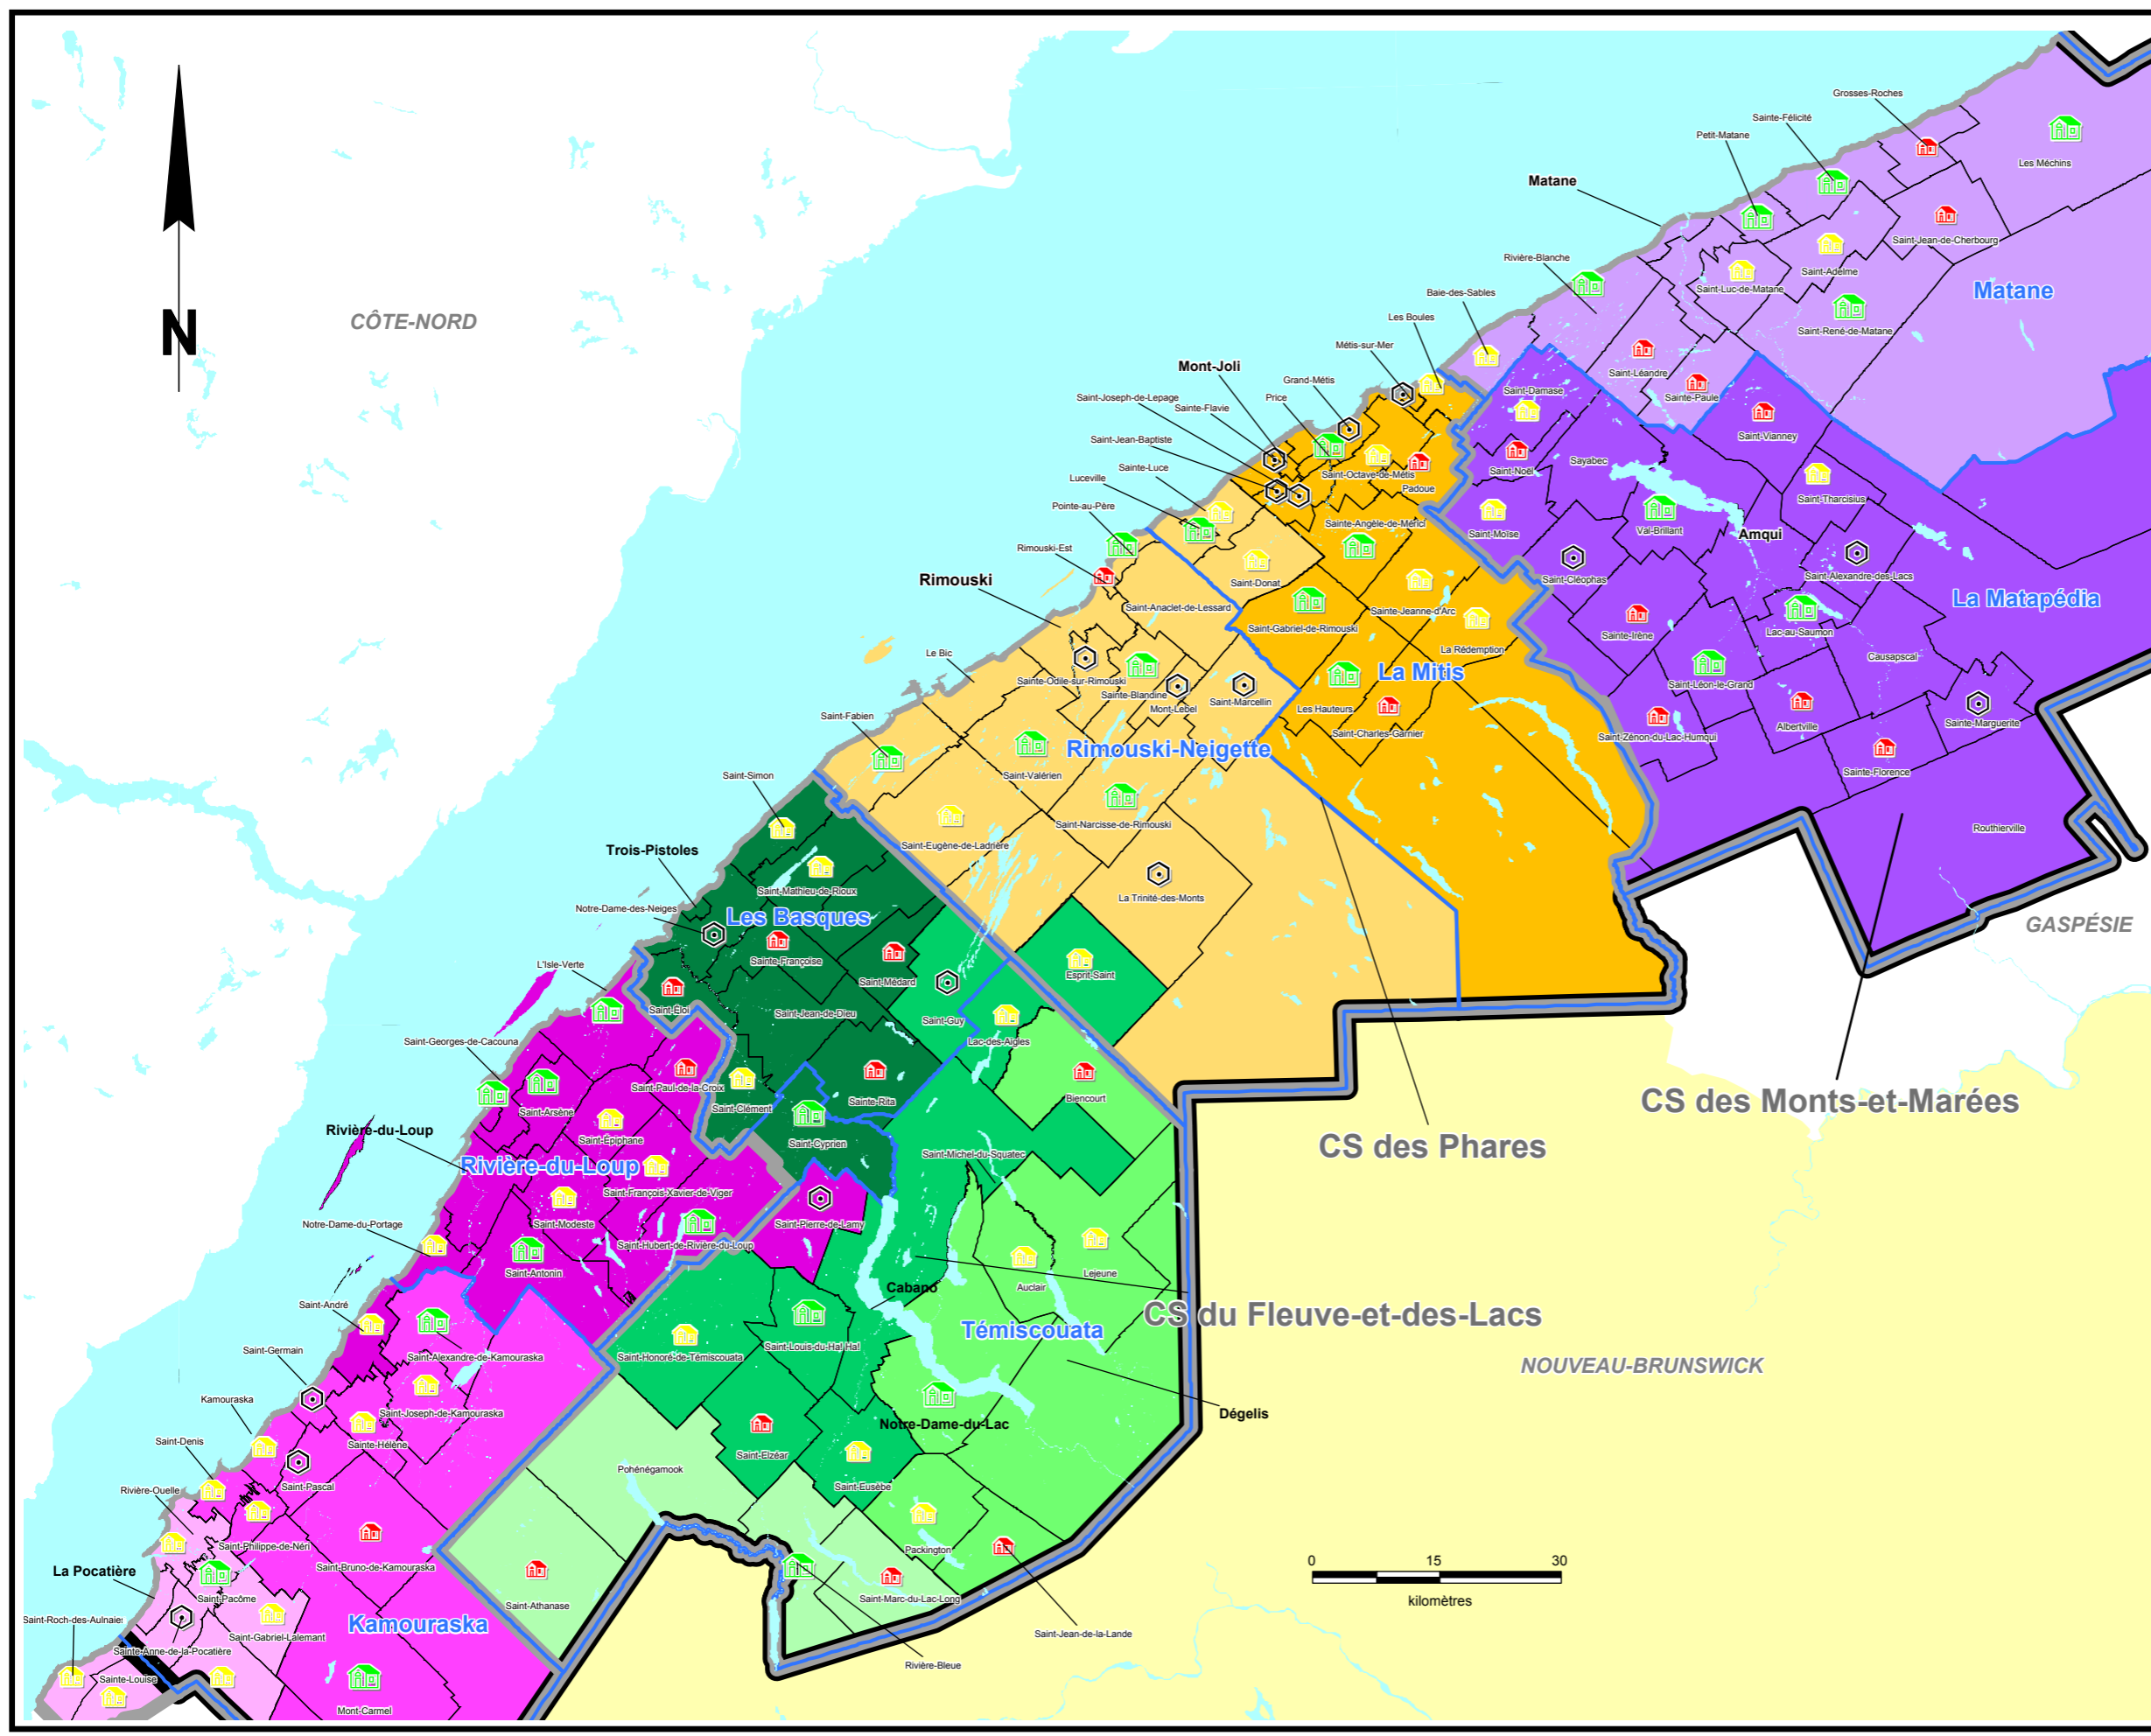 Grosses-Roches
Sainte-Félicité
Petit-Matane
Les Méchins
Matane
Saint-Jean-de-Cherbourg
Rivière-Blanche
Saint-Adelme
Saint-Luc-de-Matane
Matane
Baie-des-Sables
Les Boules
CÔTE-NORD
N
Saint-René-de-Matane
Métis-sur-Mer
Mont-Joli
Grand-Métis
Saint-Léandre
Saint-Joseph-de-Lepage
Price
Saint-Damase
Sainte-Paule
Sainte-Flavie
Saint-Vianney
Saint-Jean-Baptiste
Sayabec
Sainte-Luce
Saint-Noël
Saint-Octave-de-Métis
Luceville
Padoue
Saint-Tharcisius
Pointe-au-Père
Sainte-Angèle-de-Mérici
Saint-Moïse
Val-Brillant
Amqui
Rimouski-Est
Saint-Donat
Saint-Cléophas
Saint-Alexandre-des-Lacs
Rimouski
Saint-Anaclet-de-Lessard
Sainte-Jeanne-d'Arc
La Matapédia
Saint-Gabriel-de-Rimouski
Sainte-Irène
Lac-au-Saumon
Le Bic
La Rédemption
Causapscal
La Mitis
Sainte-Odile-sur-Rimouski
Sainte-Blandine
Saint-Léon-le-Grand
Saint-Marcellin
Mont-Lebel
Les Hauteurs
Saint-Fabien
Sainte-Marguerite
Albertville
Saint-Charles-Garnier
Saint-Zénon-du-Lac-Humqui
Rimouski-Neigette
Saint-Simon
Saint-Valérien
Sainte-Florence
Saint-Narcisse-de-Rimouski
Routhierville
Saint-Eugène-de-Ladrière
Trois-Pistoles
Saint-Mathieu-de-Rioux
La Trinité-des-Monts
Notre-Dame-des-Neiges
Les Basques
GASPÉSIE
Sainte-Françoise
L'Isle-Verte
Saint-Médard
Esprit-Saint
Saint-Éloi
Saint-Jean-de-Dieu
Saint-Guy
Lac-des-Aigles
Saint-Georges-de-Cacouna
Saint-Paul-de-la-Croix
Saint-Arsène
Saint-Clément
Sainte-Rita
Biencourt
CS des Monts-et-Marées
Rivière-du-Loup
Saint-Épiphane
Saint-Cyprien
CS des Phares
Saint-Michel-du-Squatec
Rivière-du-Loup
Saint-François-Xavier-de-Viger
Notre-Dame-du-Portage
Saint-Modeste
Saint-Pierre-de-Lamy
Saint-Hubert-de-Rivière-du-Loup
Saint-Antonin
Lejeune
Auclair
Cabano
Saint-André
CS du Fleuve-et-des-Lacs
Témiscouata
Saint-Germain
Saint-Alexandre-de-Kamouraska
Saint-Honoré-de-Témiscouata
Saint-Louis-du-Ha! Ha!
NOUVEAU-BRUNSWICK
Kamouraska
Saint-Joseph-de-Kamouraska
Dégelis
Notre-Dame-du-Lac
Saint-Denis
Sainte-Hélène
Saint-Elzéar
Pohénégamook
Saint-Pascal
Saint-Eusèbe
Rivière-Ouelle
Saint-Philippe-de-Néri
Packington
Saint-Bruno-de-Kamouraska
0 15 30
kilomètres
La Pocatière
Saint-Pacôme
Saint-Athanase
Saint-Marc-du-Lac-Long
Saint-Roch-des-Aulnaies
Kamouraska
Saint-Jean-de-la-Lande
Saint-Gabriel-Lalemant
Sainte-Anne-de-la-Pocatière
Rivière-Bleue
Sainte-Louise
Mont-Carmel